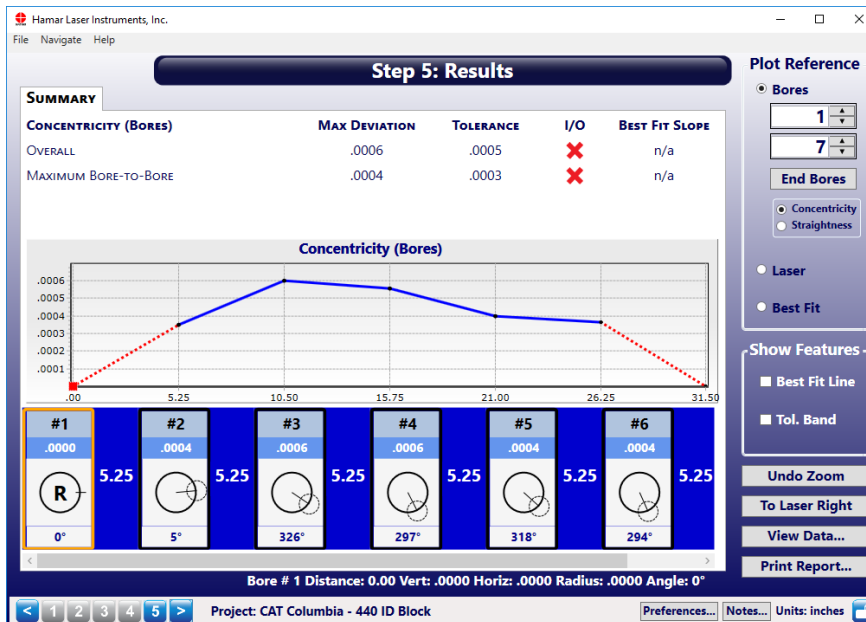 Hamar Laser Instruments, Inc.
File Navigate Help
Step 5: Results
SUMMARY
CONCENTRICITY (BORES) MAX DEVIATION TOLERANCE I/O BEST FIT SLOPE
OVERALL .0006 .0005 n/a
MAXIMUM BORE-TO-BORE .0004 .0003 n/a
Concentricity (Bores)
.0006
.0005
.0004
.0003
.0002
.0001
.00 5.25 10.50 15.75 21.00 26.25 31.50
#1 #2 #3 #4 #5 #6
.0000 .0004 .0006 .0006 .0004 .0004
R 5.25 5.25 5.25 5.25 5.25 5.25
0° 5° 326° 297° 318° 294°
Bore # 1 Distance: 0.00 Vert: .0000 Horiz: .0000 Radius: .0000 Angle: 0°
Plot Reference
Bores
1
7
End Bores
Concentricity
Straightness
Laser
Best Fit
Show Features
Best Fit Line
Tol. Band
Undo Zoom
To Laser Right
View Data...
Print Report...
< 1 2 3 4 5 > Project: CAT Columbia - 440 ID Block Preferences... Notes... Units: inches